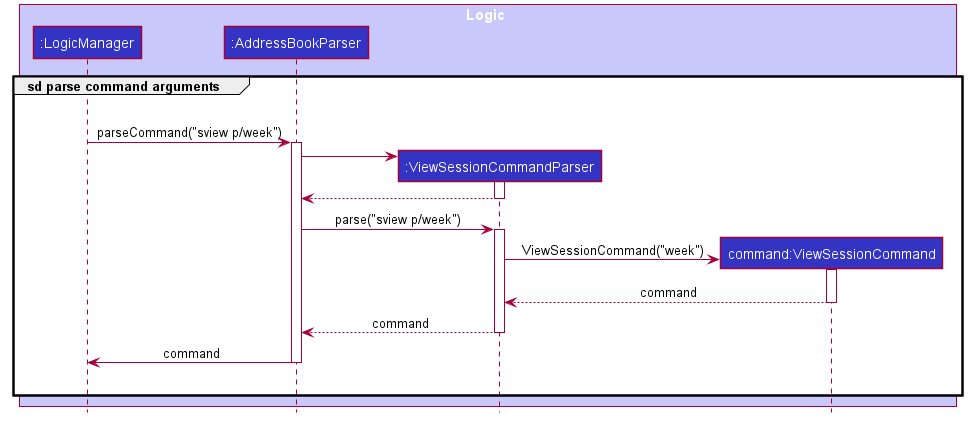 Logic
:LogicManager
:AddressBookParser
sd parse command arguments
parseCommand("sview p/week")
:ViewSessionCommandParser
parse("sview p/week")
ViewSessionCommand("week")
command:ViewSessionCommand
command
command
command